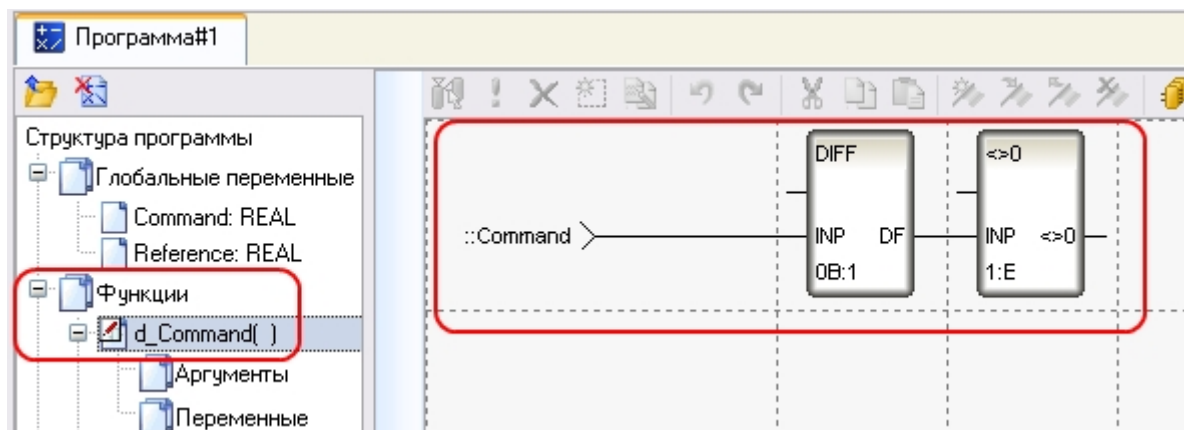 Программа#1
Структура программы
Глобальные переменные
Command: REAL
Reference: REAL
Функции
d_Command( )
Аргументы
Переменные
DIFF
<>0
::Command
INP DF
INP <>0
0B:1
1:E